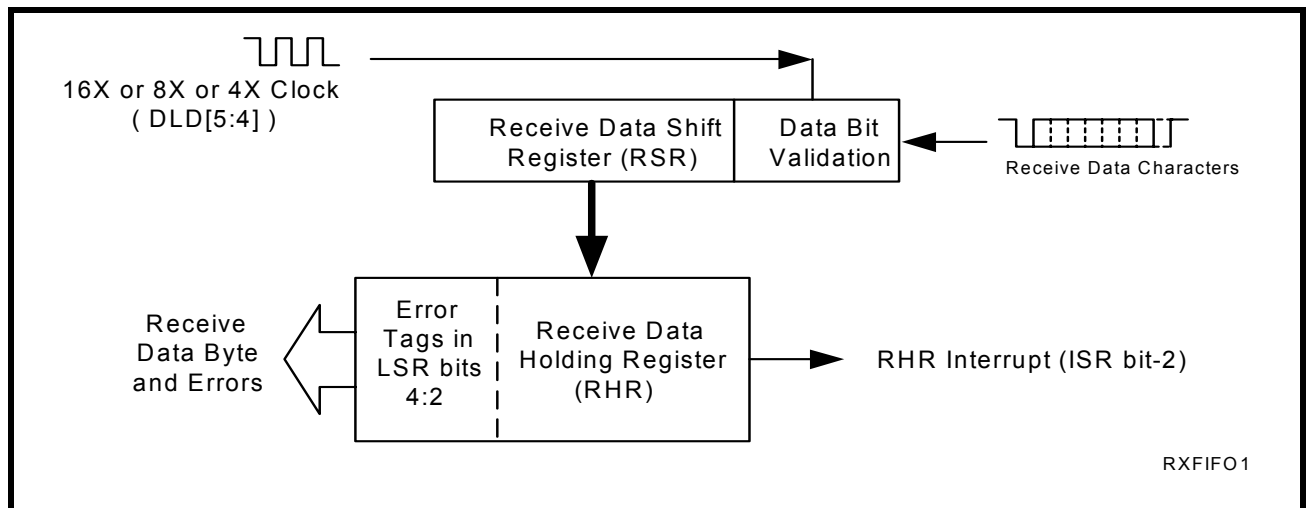 16X or 8X or 4X Clock
( DLD[5:4] )
Receive Data Shift
Register (RSR)
Data Bit
Validation
Receive Data Characters
Receive
Data Byte
and Errors
Error
Tags in
LSR bits
4:2
Receive Data
Holding Register
(RHR)
RHR Interrupt (ISR bit-2)
RXFIFO1